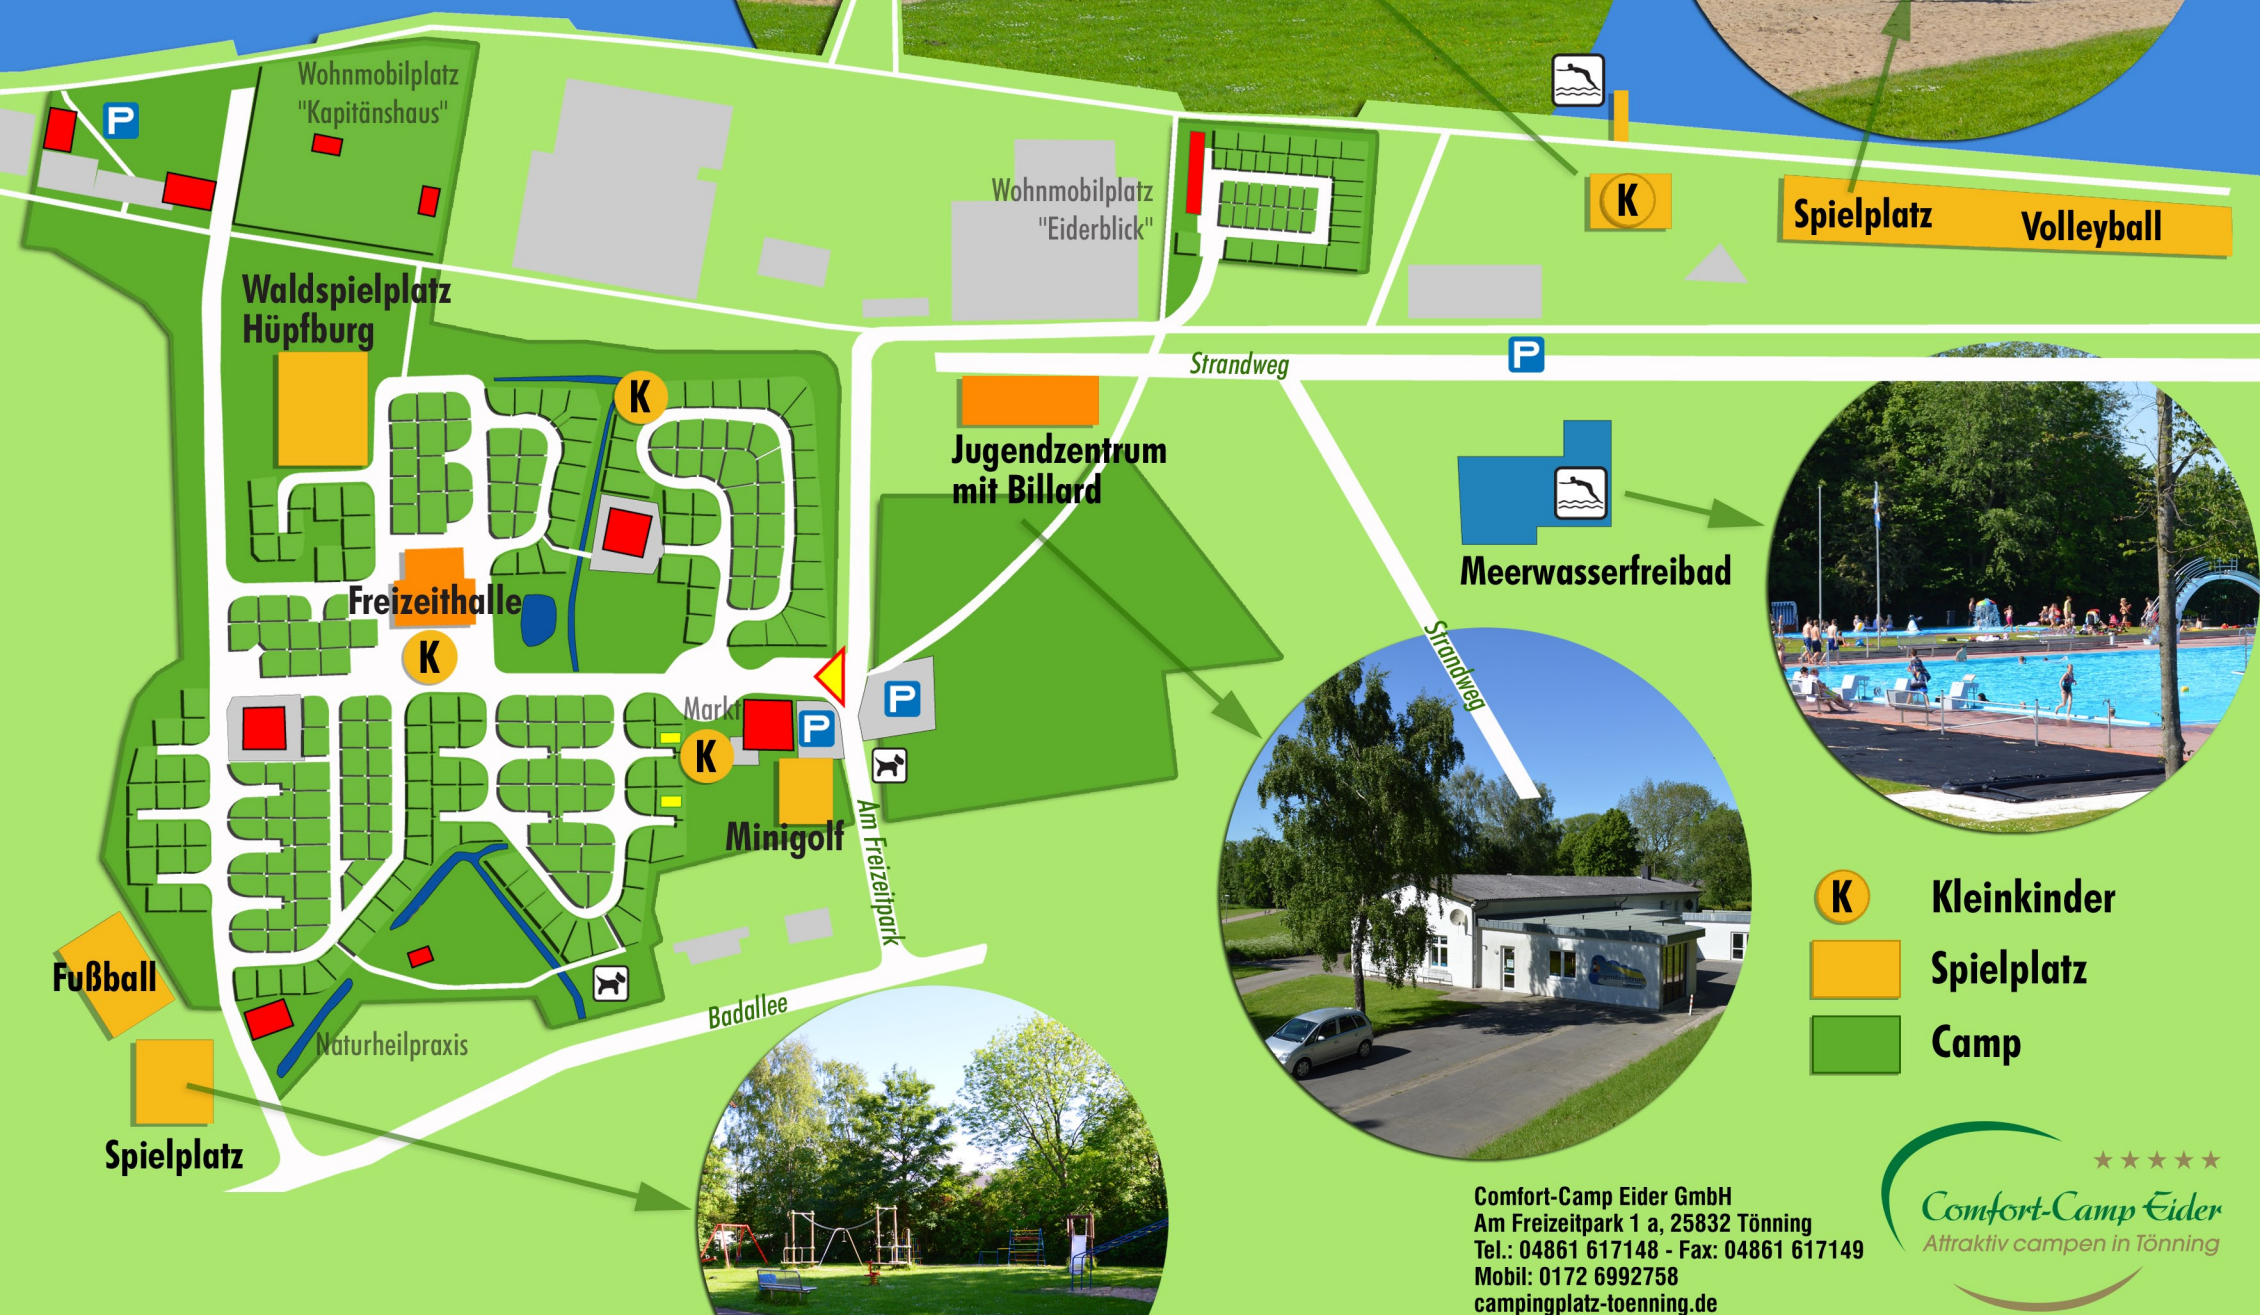 Wohnmobilplatz
"Kapitänshaus"
P
Wohnmobilplatz
"Eiderblick"
K
Spielplatz
Volleyball
Waldspielplatz
Hüpfburg
K
Strandweg
P
Jugendzentrum
mit Billard
Meerwasserfreibad
Freizeithalle
K
Strandweg
Markt
P
P
K
Minigolf
Am Freizeitpark
Fußball
Badallee
Naturheilpraxis
Spielplatz
K Kleinkinder
Spielplatz
Camp
Comfort-Camp Eider GmbH
Am Freizeitpark 1 a, 25832 Tönning
Tel.: 04861 617148 - Fax: 04861 617149
Mobil: 0172 6992758
campingplatz-toenning.de
Comfort-Camp Eider
Attraktiv campen in Tönning